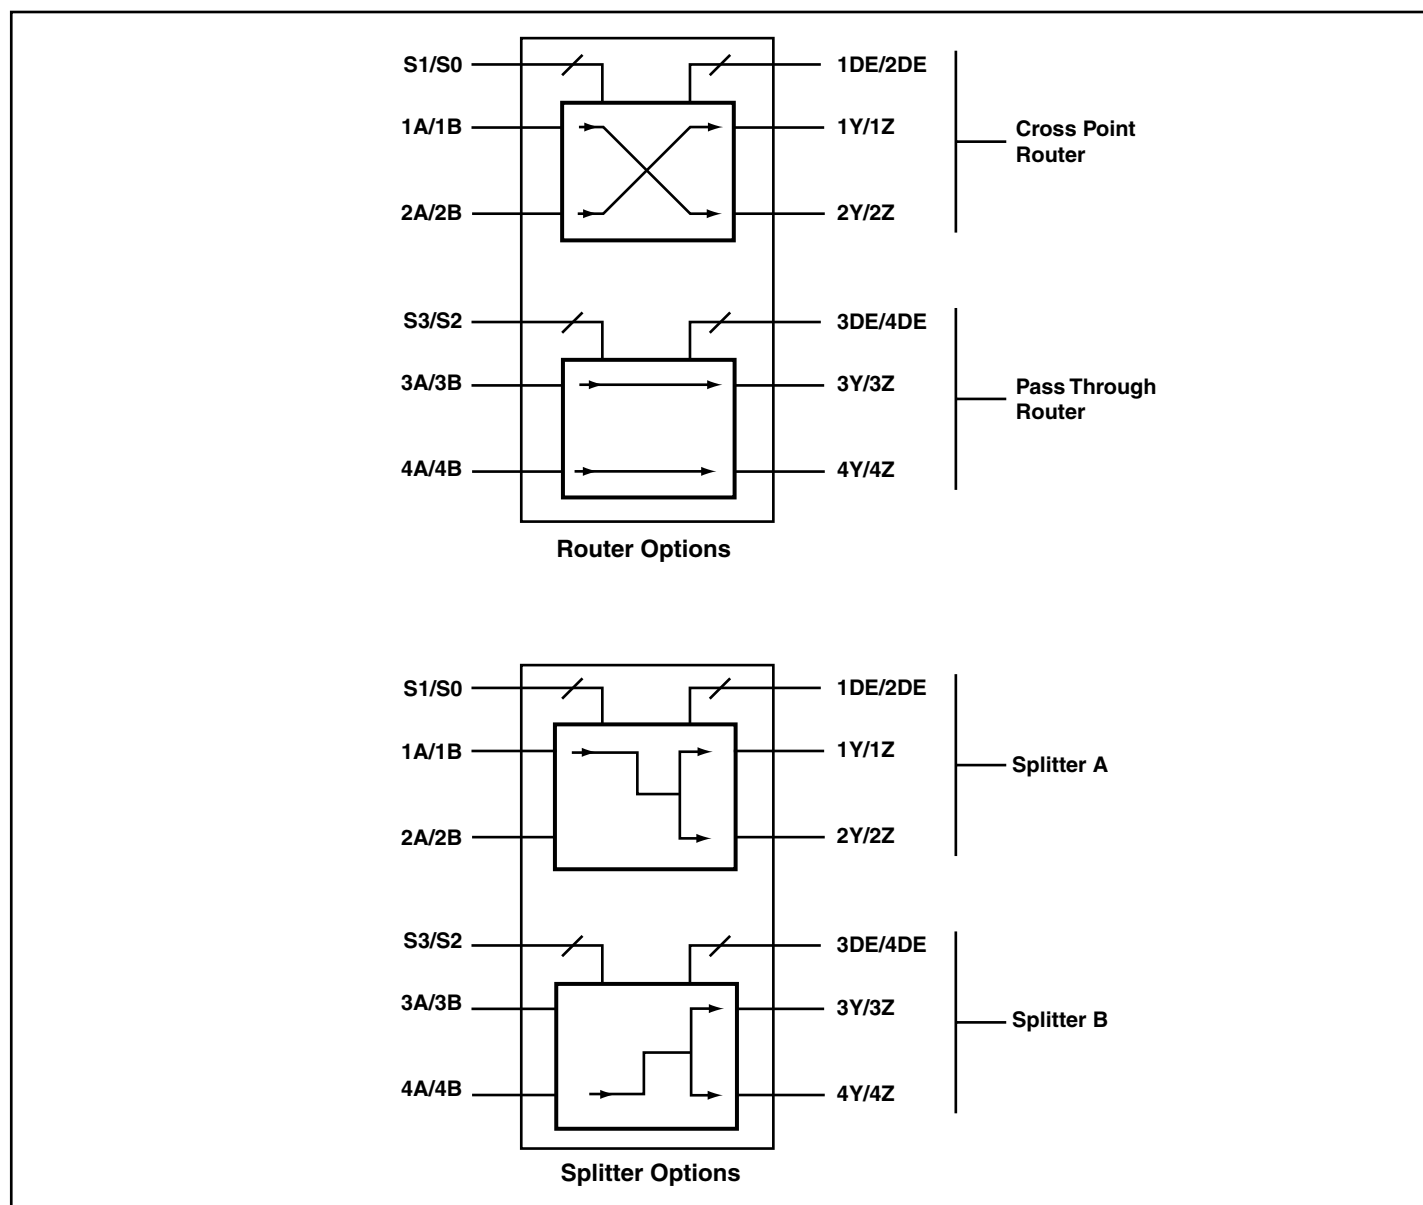 S1/S0
1DE/2DE
1A/1B
1Y/1Z
Cross Point
Router
2A/2B
2Y/2Z
S3/S2
3DE/4DE
3A/3B
3Y/3Z
Pass Through
Router
4A/4B
4Y/4Z
Router Options
S1/S0
1DE/2DE
1A/1B
1Y/1Z
Splitter A
2A/2B
2Y/2Z
S3/S2
3DE/4DE
3A/3B
3Y/3Z
Splitter B
4A/4B
4Y/4Z
Splitter Options